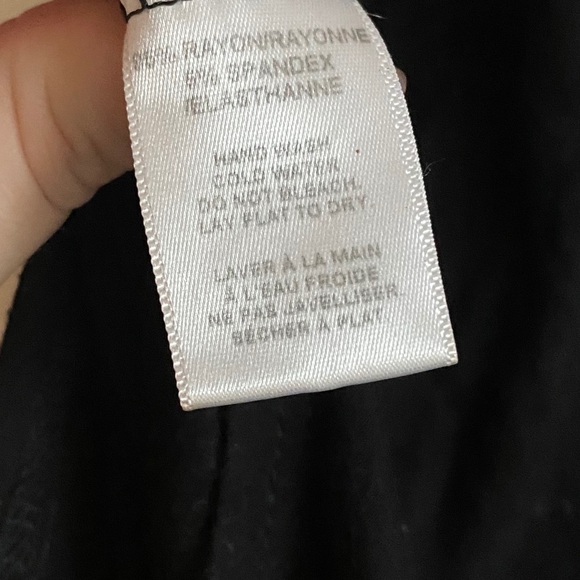 95% RAYON/RAYONNE
5% SPANDEX
/ELASTHANNE
HAND WASH
COLD WATER
DO NOT BLEACH.
LAY FLAT TO DRY
LAVER À LA MAIN
À L'EAU FROIDE
NE PAS JAVELLISER.
SÉCHER À PLAT